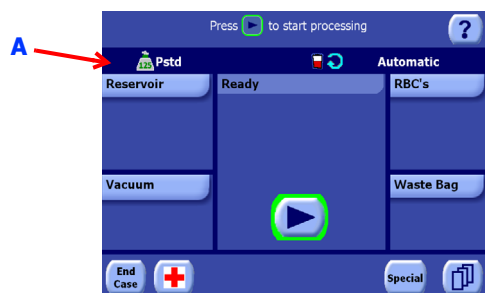 Press to start processing
?
A
125 Pstd Automatic
Reservoir Ready RBC's
Vacuum Waste Bag
End
Case
Special